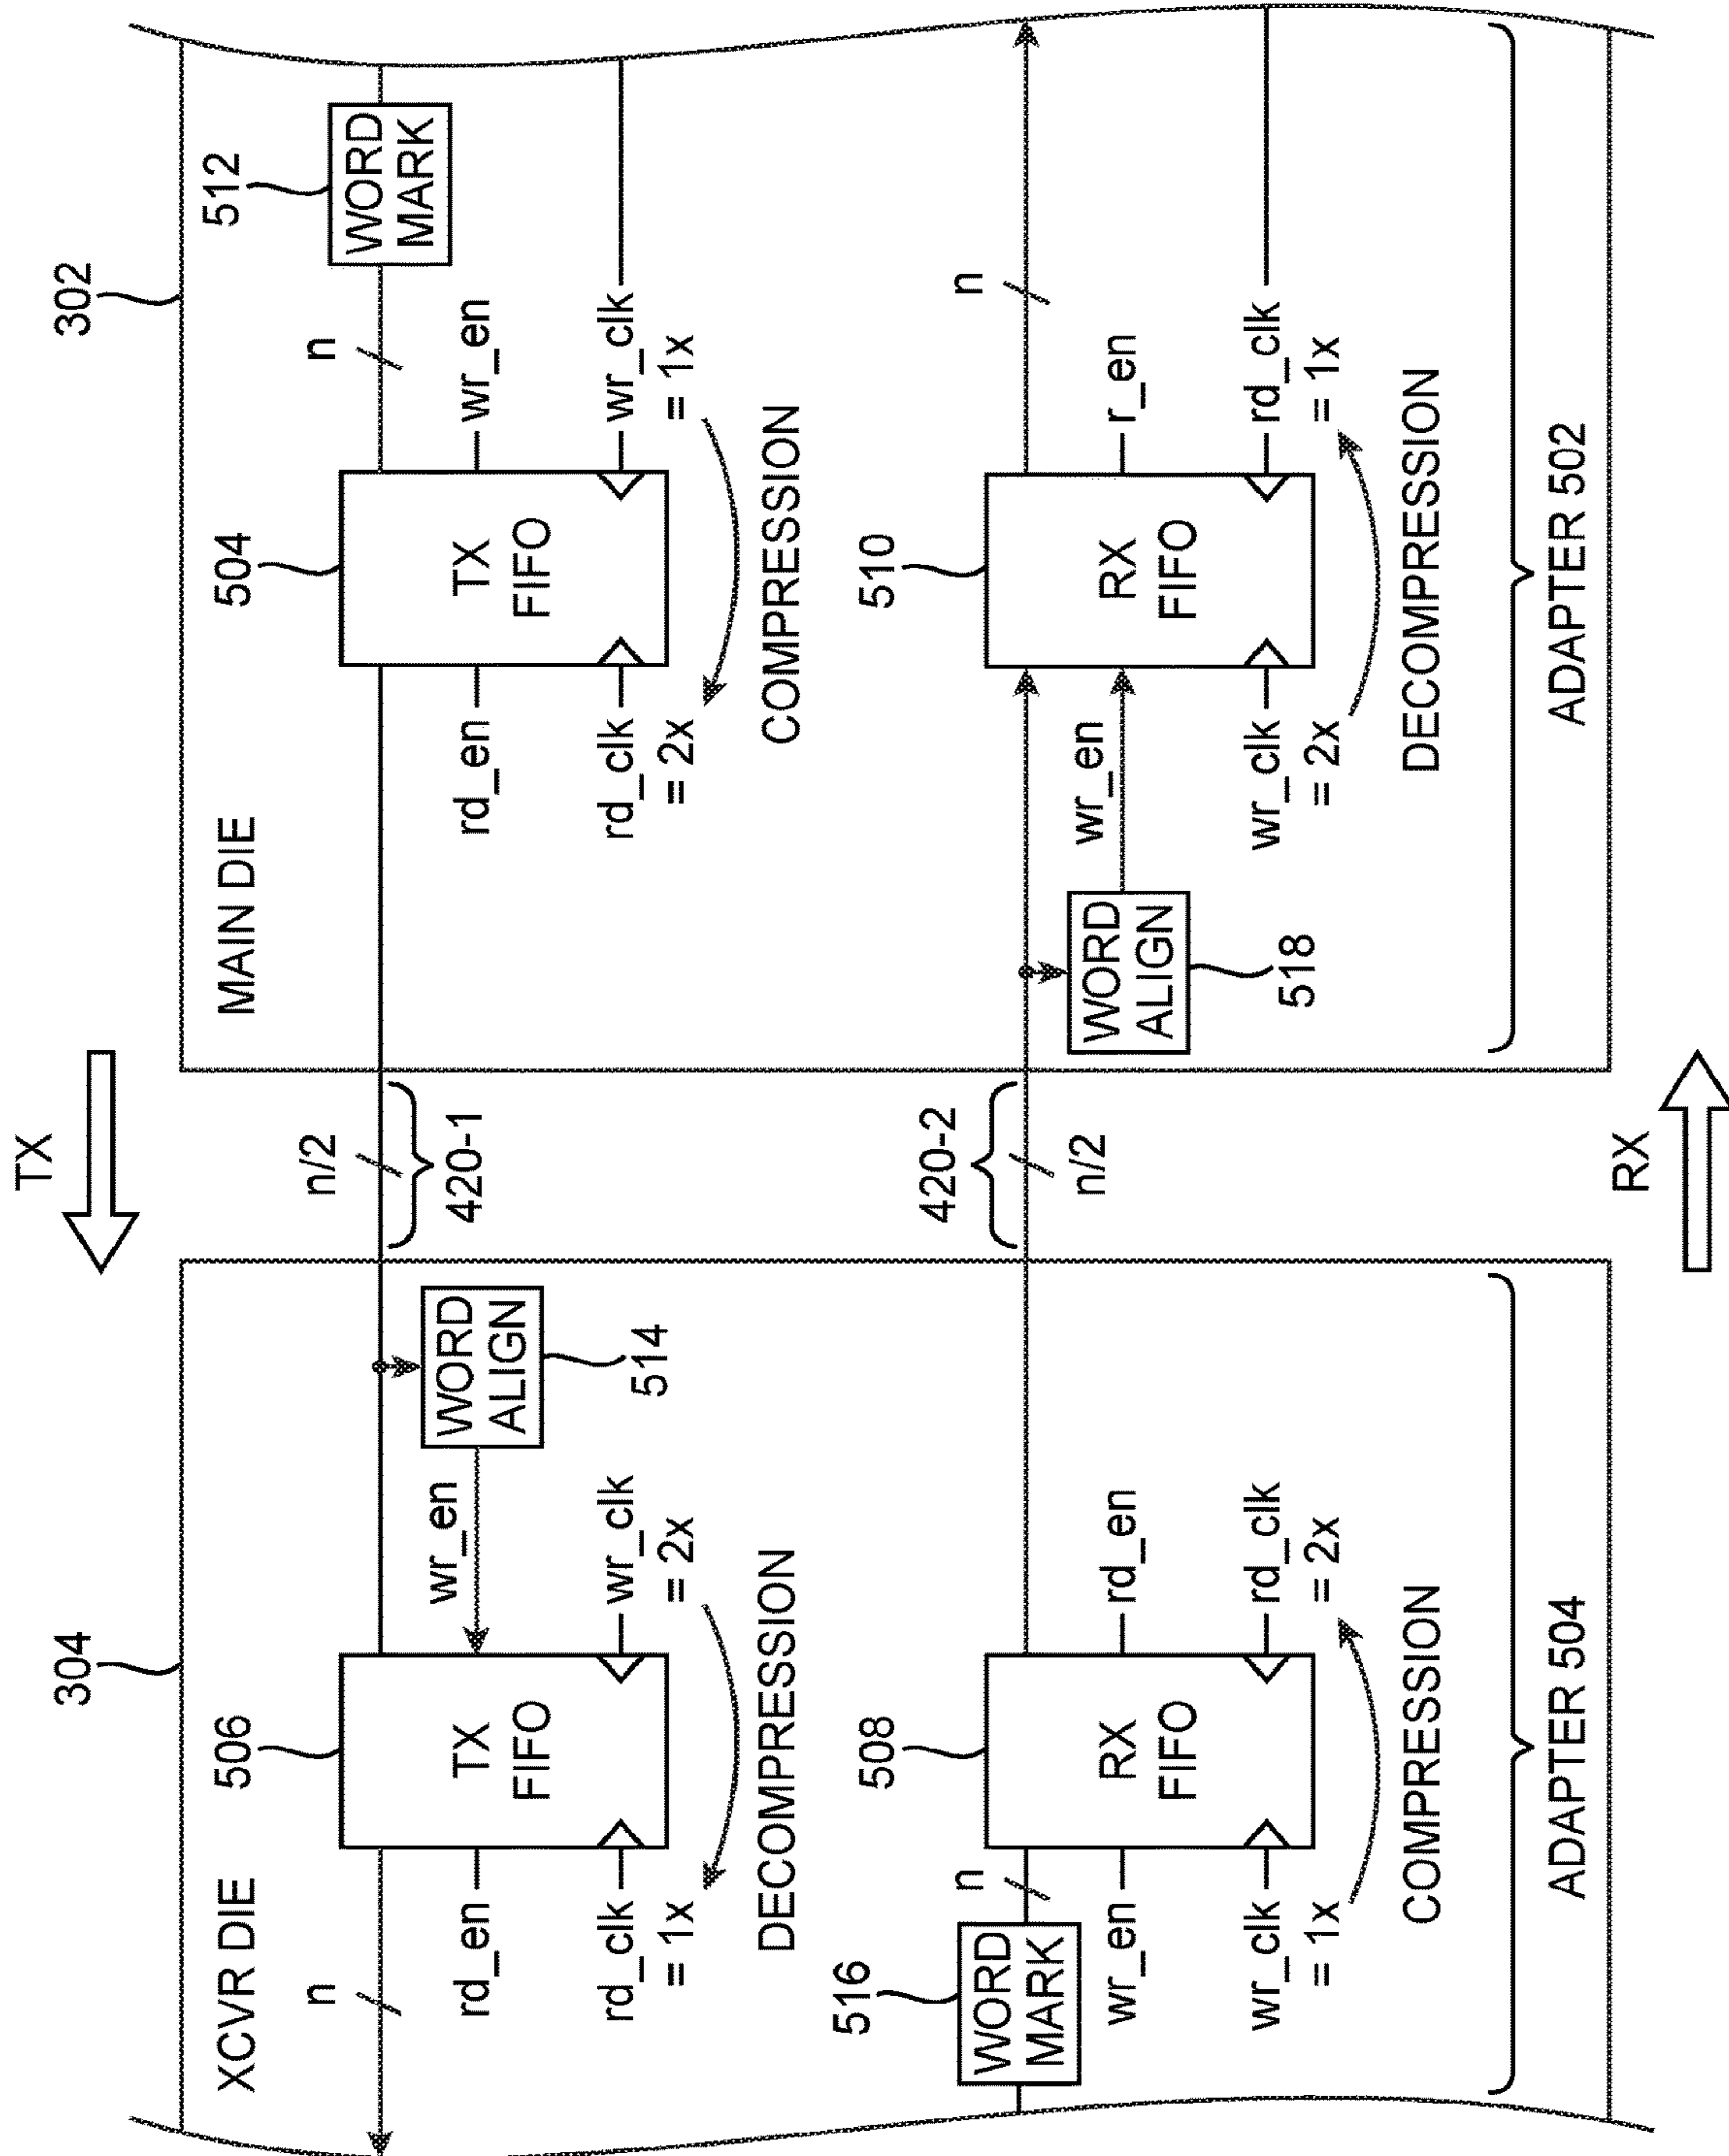 TX
304
302
XCVR DIE
MAIN DIE
n
506
TX
FIFO
rd_en
rd_clk
= 1x
wr_en
wr_clk
= 2x
DECOMPRESSION
WORD
ALIGN
514
n/2
420-1
504
TX
FIFO
rd_en
rd_clk
= 2x
n
wr_en
wr_clk
= 1x
COMPRESSION
512
WORD
MARK
516
WORD
MARK
n
508
RX
FIFO
wr_en
wr_clk
= 1x
rd_en
rd_clk
= 2x
COMPRESSION
ADAPTER 504
420-2
n/2
WORD
ALIGN
518
wr_en
wr_clk
= 2x
510
RX
FIFO
n
r_en
rd_clk
= 1x
DECOMPRESSION
ADAPTER 502
RX